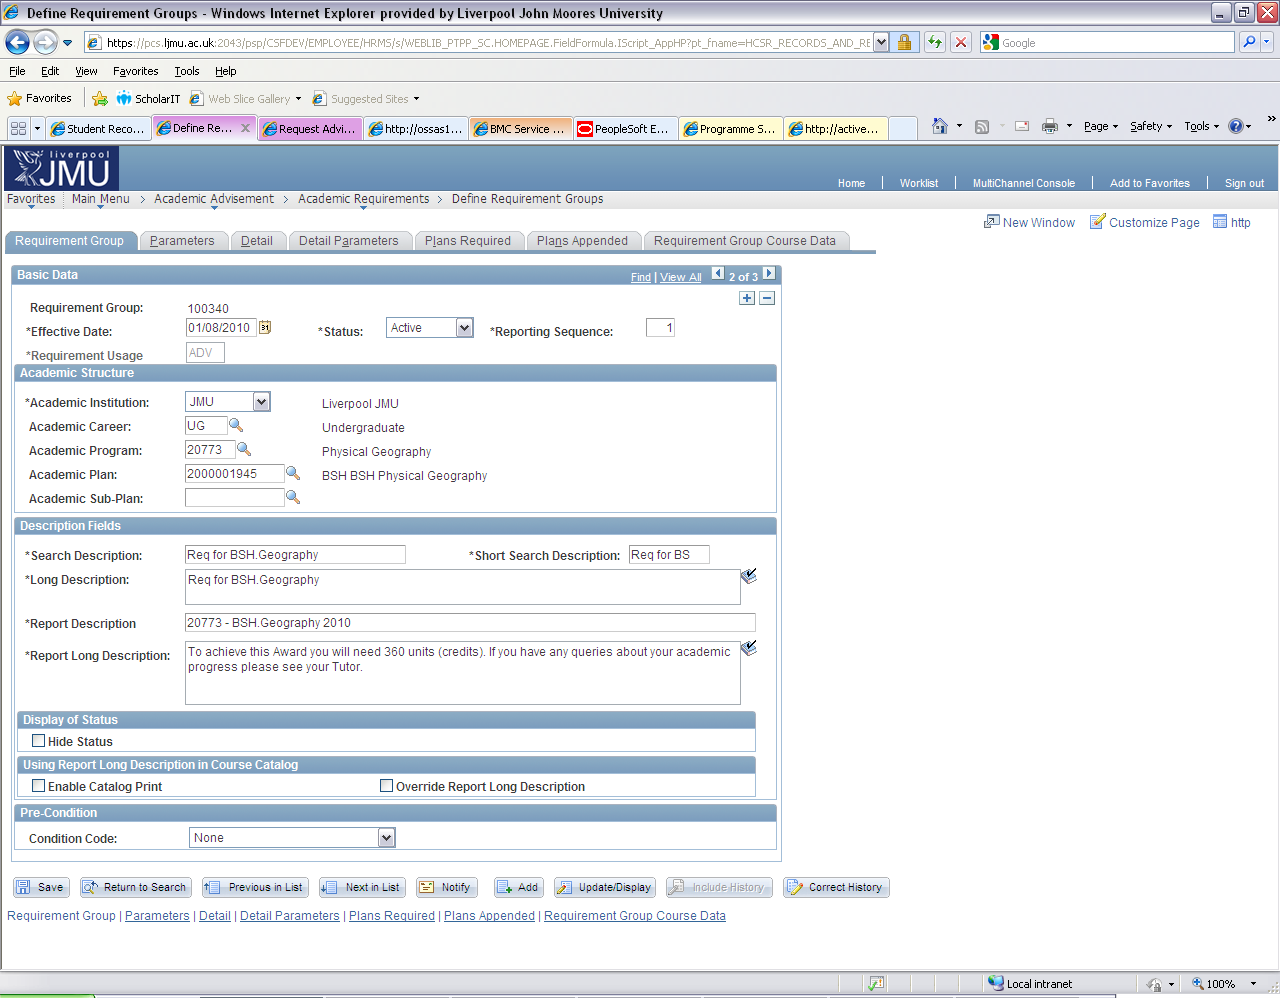 Define Requirement Groups - Windows Internet Explorer provided by Liverpool John Moores University
https://pcs.ljmu.ac.uk:2043/psp/CSFDEV/EMPLOYEE/HRMS/s/WEBLIB_PTPP_SC.HOMEPAGE.FieldFormula.IScript_AppHP?pt_fname=HCSR_RECORDS_AND_RE
Google
File Edit View Favorites Tools Help
Favorites ScholarIT Web Slice Gallery Suggested Sites
Student Reco... Define Re... Request Advi... http://ossas1... BMC Service ... PeopleSoft E... Programme S... http://active... Page Safety Tools »
liverpool
JMU
Home Worklist MultiChannel Console Add to Favorites Sign out
Favorites Main Menu > Academic Advisement > Academic Requirements > Define Requirement Groups
New Window Customize Page http
Requirement Group Parameters Detail Detail Parameters Plans Required Plans Appended Requirement Group Course Data
Basic Data Find | View All 2 of 3
Requirement Group: 100340
*Effective Date: 01/08/2010 31 *Status: Active *Reporting Sequence: 1
*Requirement Usage ADV
Academic Structure
*Academic Institution: JMU Liverpool JMU
Academic Career: UG Undergraduate
Academic Program: 20773 Physical Geography
Academic Plan: 2000001945 BSH BSH Physical Geography
Academic Sub-Plan:
Description Fields
*Search Description: Req for BSH.Geography *Short Search Description: Req for BS
*Long Description: Req for BSH.Geography
*Report Description 20773 - BSH.Geography 2010
*Report Long Description: To achieve this Award you will need 360 units (credits). If you have any queries about your academic
progress please see your Tutor.
Display of Status
Hide Status
Using Report Long Description in Course Catalog
Enable Catalog Print Override Report Long Description
Pre-Condition
Condition Code: None
Save Return to Search Previous in List Next in List Notify Add Update/Display Include History Correct History
Requirement Group | Parameters | Detail | Detail Parameters | Plans Required | Plans Appended | Requirement Group Course Data
Local intranet 100%